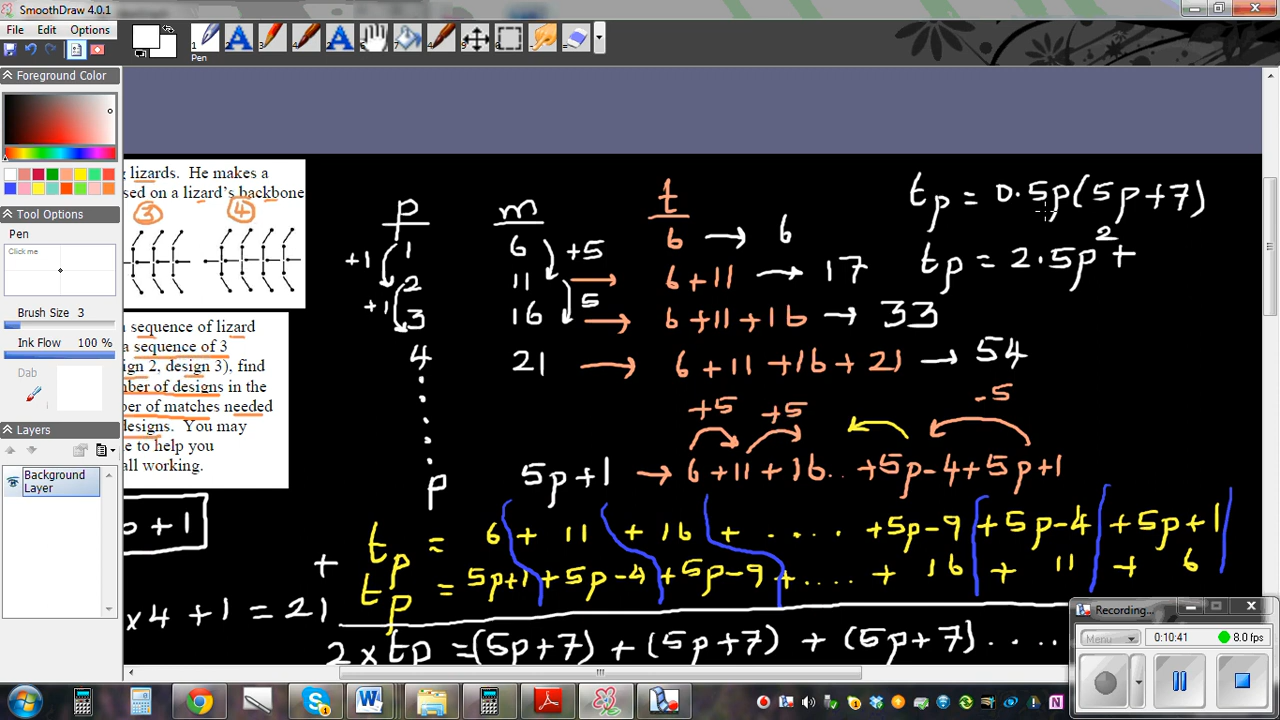 SmoothDraw 4.0.1
File Edit Options
Pen
Foreground Color
Tool Options
Pen
Click me
Brush Size 3
Ink Flow 100 %
Dab
Layers
Background Layer
lizards. He makes a
sed on a lizard's backbone
3 4
sequence of lizard
a sequence of 3
ign 2, design 3), find
nber of designs in the
ber of matches needed
designs. You may
e to help you
all working.
p + 1
x4 + 1 = 21
p m t
1 6 6 → 6
+1 +5
2 11 → 6+11 → 17
+1 5
3 16 → 6+11+16 → 33
4 21 → 6+11+16+21 → 54
+5 +5 -5
p 5p+1 → 6+11+16.. +5p-4+5p+1
tp = 0.5p(5p+7)
tp = 2.5p² +
tp = 6 + 11 + 16 + .... +5p-9 +5p-4 +5p+1
+
tp = 5p+1 +5p-4 +5p-9 +.... + 16 + 11 + 6
2 x tp =(5p+7) + (5p+7) + (5p+7) ....
Recording...
Menu 0:10:41 8.0 fps